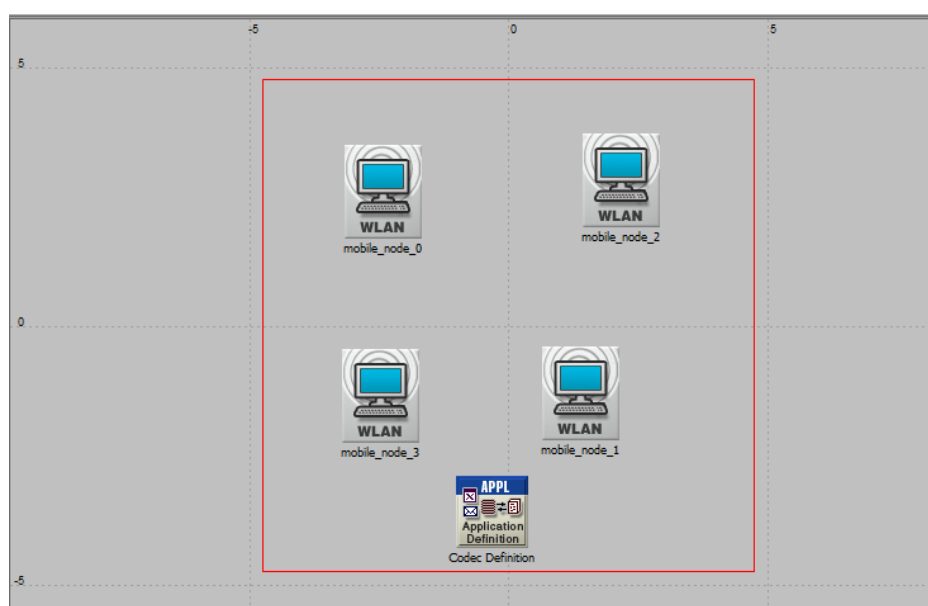 -5
0
5
5
WLAN
mobile_node_0
WLAN
mobile_node_2
0
WLAN
mobile_node_3
WLAN
mobile_node_1
APPL
Application
Definition
Codec Definition
-5